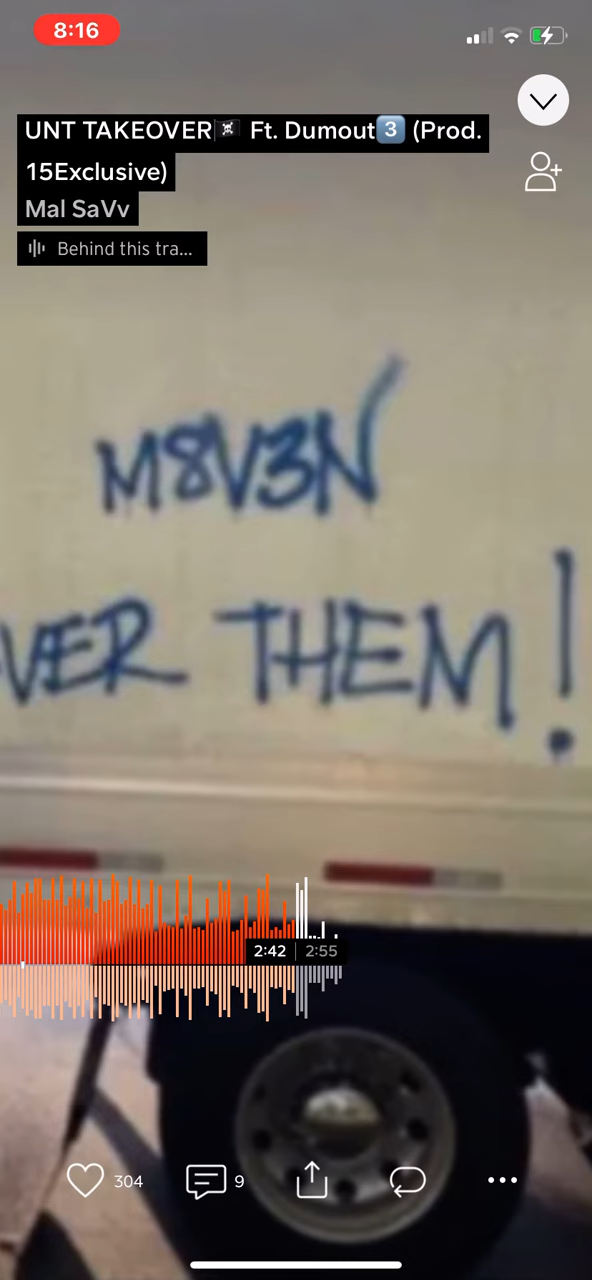 8:16
UNT TAKEOVER🏴‍☠️ Ft. Dumout3️⃣ (Prod.
15Exclusive)
Mal SaVv
Behind this tra...
M8V3N
VER THEM!
2:42 | 2:55
304
9